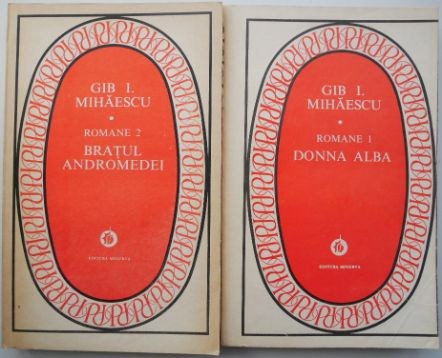 GIB I.
MIHĂESCU
ROMANE 2
BRAȚUL
ANDROMEDEI
EDITURA MINERVA
GIB I.
MIHĂESCU
ROMANE 1
DONNA ALBA
EDITURA MINERVA